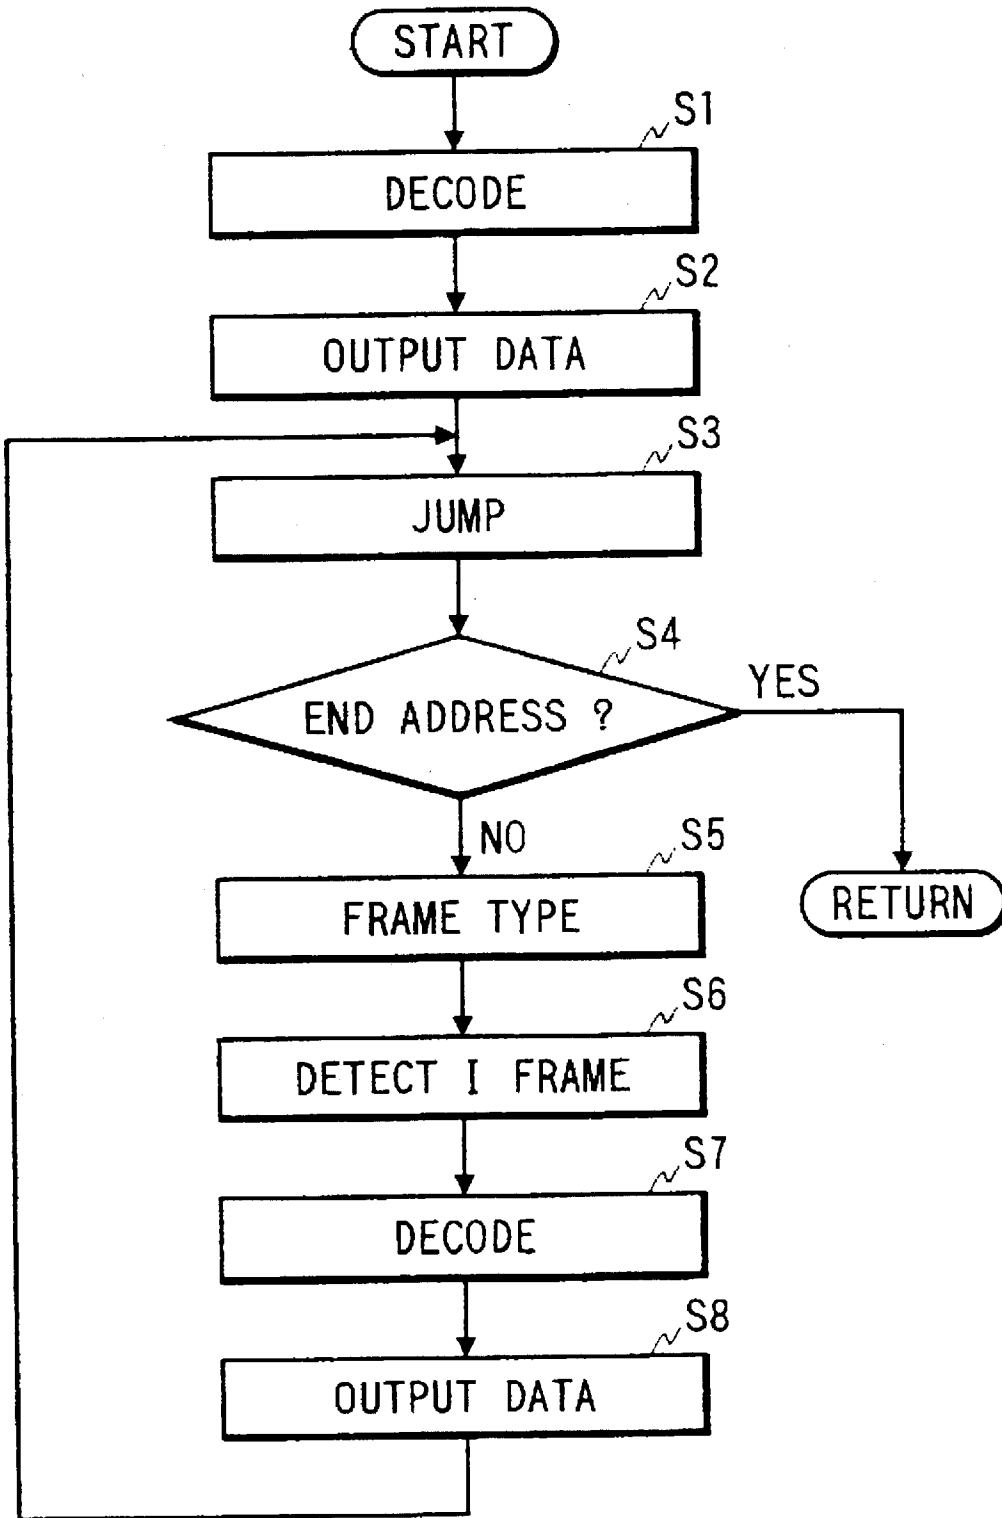 START
S1
DECODE
S2
OUTPUT DATA
S3
JUMP
S4
END ADDRESS ?
YES
NO
S5
FRAME TYPE
RETURN
S6
DETECT I FRAME
S7
DECODE
S8
OUTPUT DATA